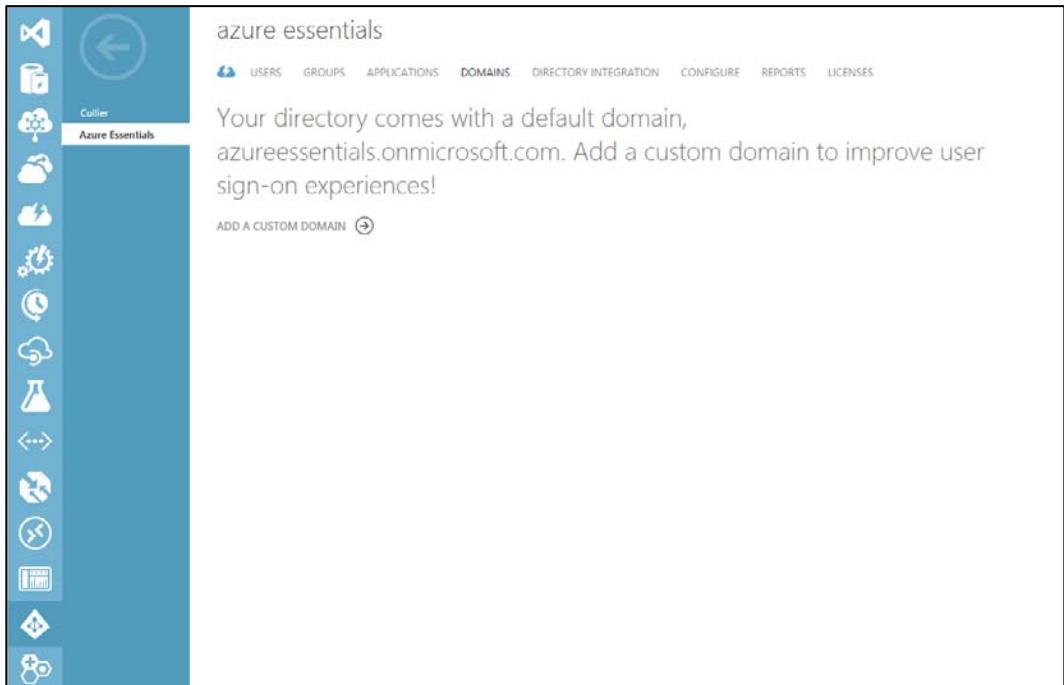 azure essentials
USERS GROUPS APPLICATIONS DOMAINS DIRECTORY INTEGRATION CONFIGURE REPORTS LICENSES
Cullier
Azure Essentials
Your directory comes with a default domain,
azureessentials.onmicrosoft.com. Add a custom domain to improve user
sign-on experiences!
ADD A CUSTOM DOMAIN